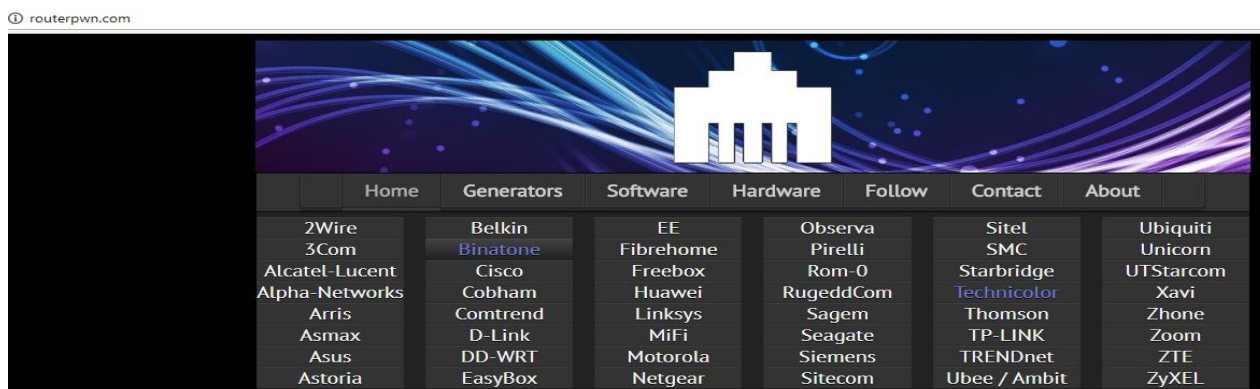 routerpwn.com
Home Generators Software Hardware Follow Contact About
2Wire Belkin EE Observa Sitel Ubiquiti
3Com Binatone Fibrehome Pirelli SMC Unicorn
Alcatel-Lucent Cisco Freebox Rom-0 Starbridge UTStarcom
Alpha-Networks Cobham Huawei RugeddCom Technicolor Xavi
Arris Comtrend Linksys Sagem Thomson Zhone
Asmax D-Link MiFi Seagate TP-LINK Zoom
Asus DD-WRT Motorola Siemens TRENDnet ZTE
Astoria EasyBox Netgear Sitecom Ubee / Ambit ZyXEL